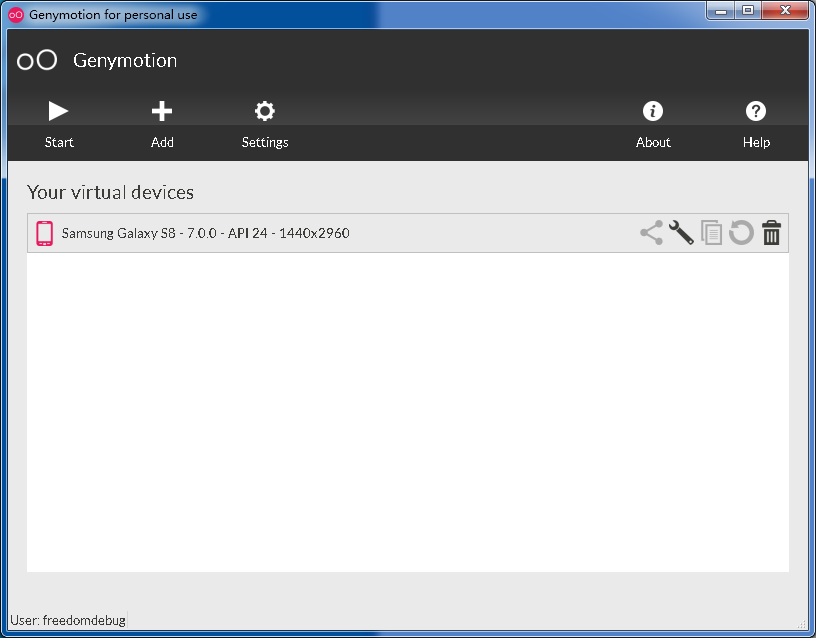 Genymotion for personal use
Genymotion
Start Add Settings About Help
Your virtual devices
Samsung Galaxy S8 - 7.0.0 - API 24 - 1440x2960
User: freedomdebug